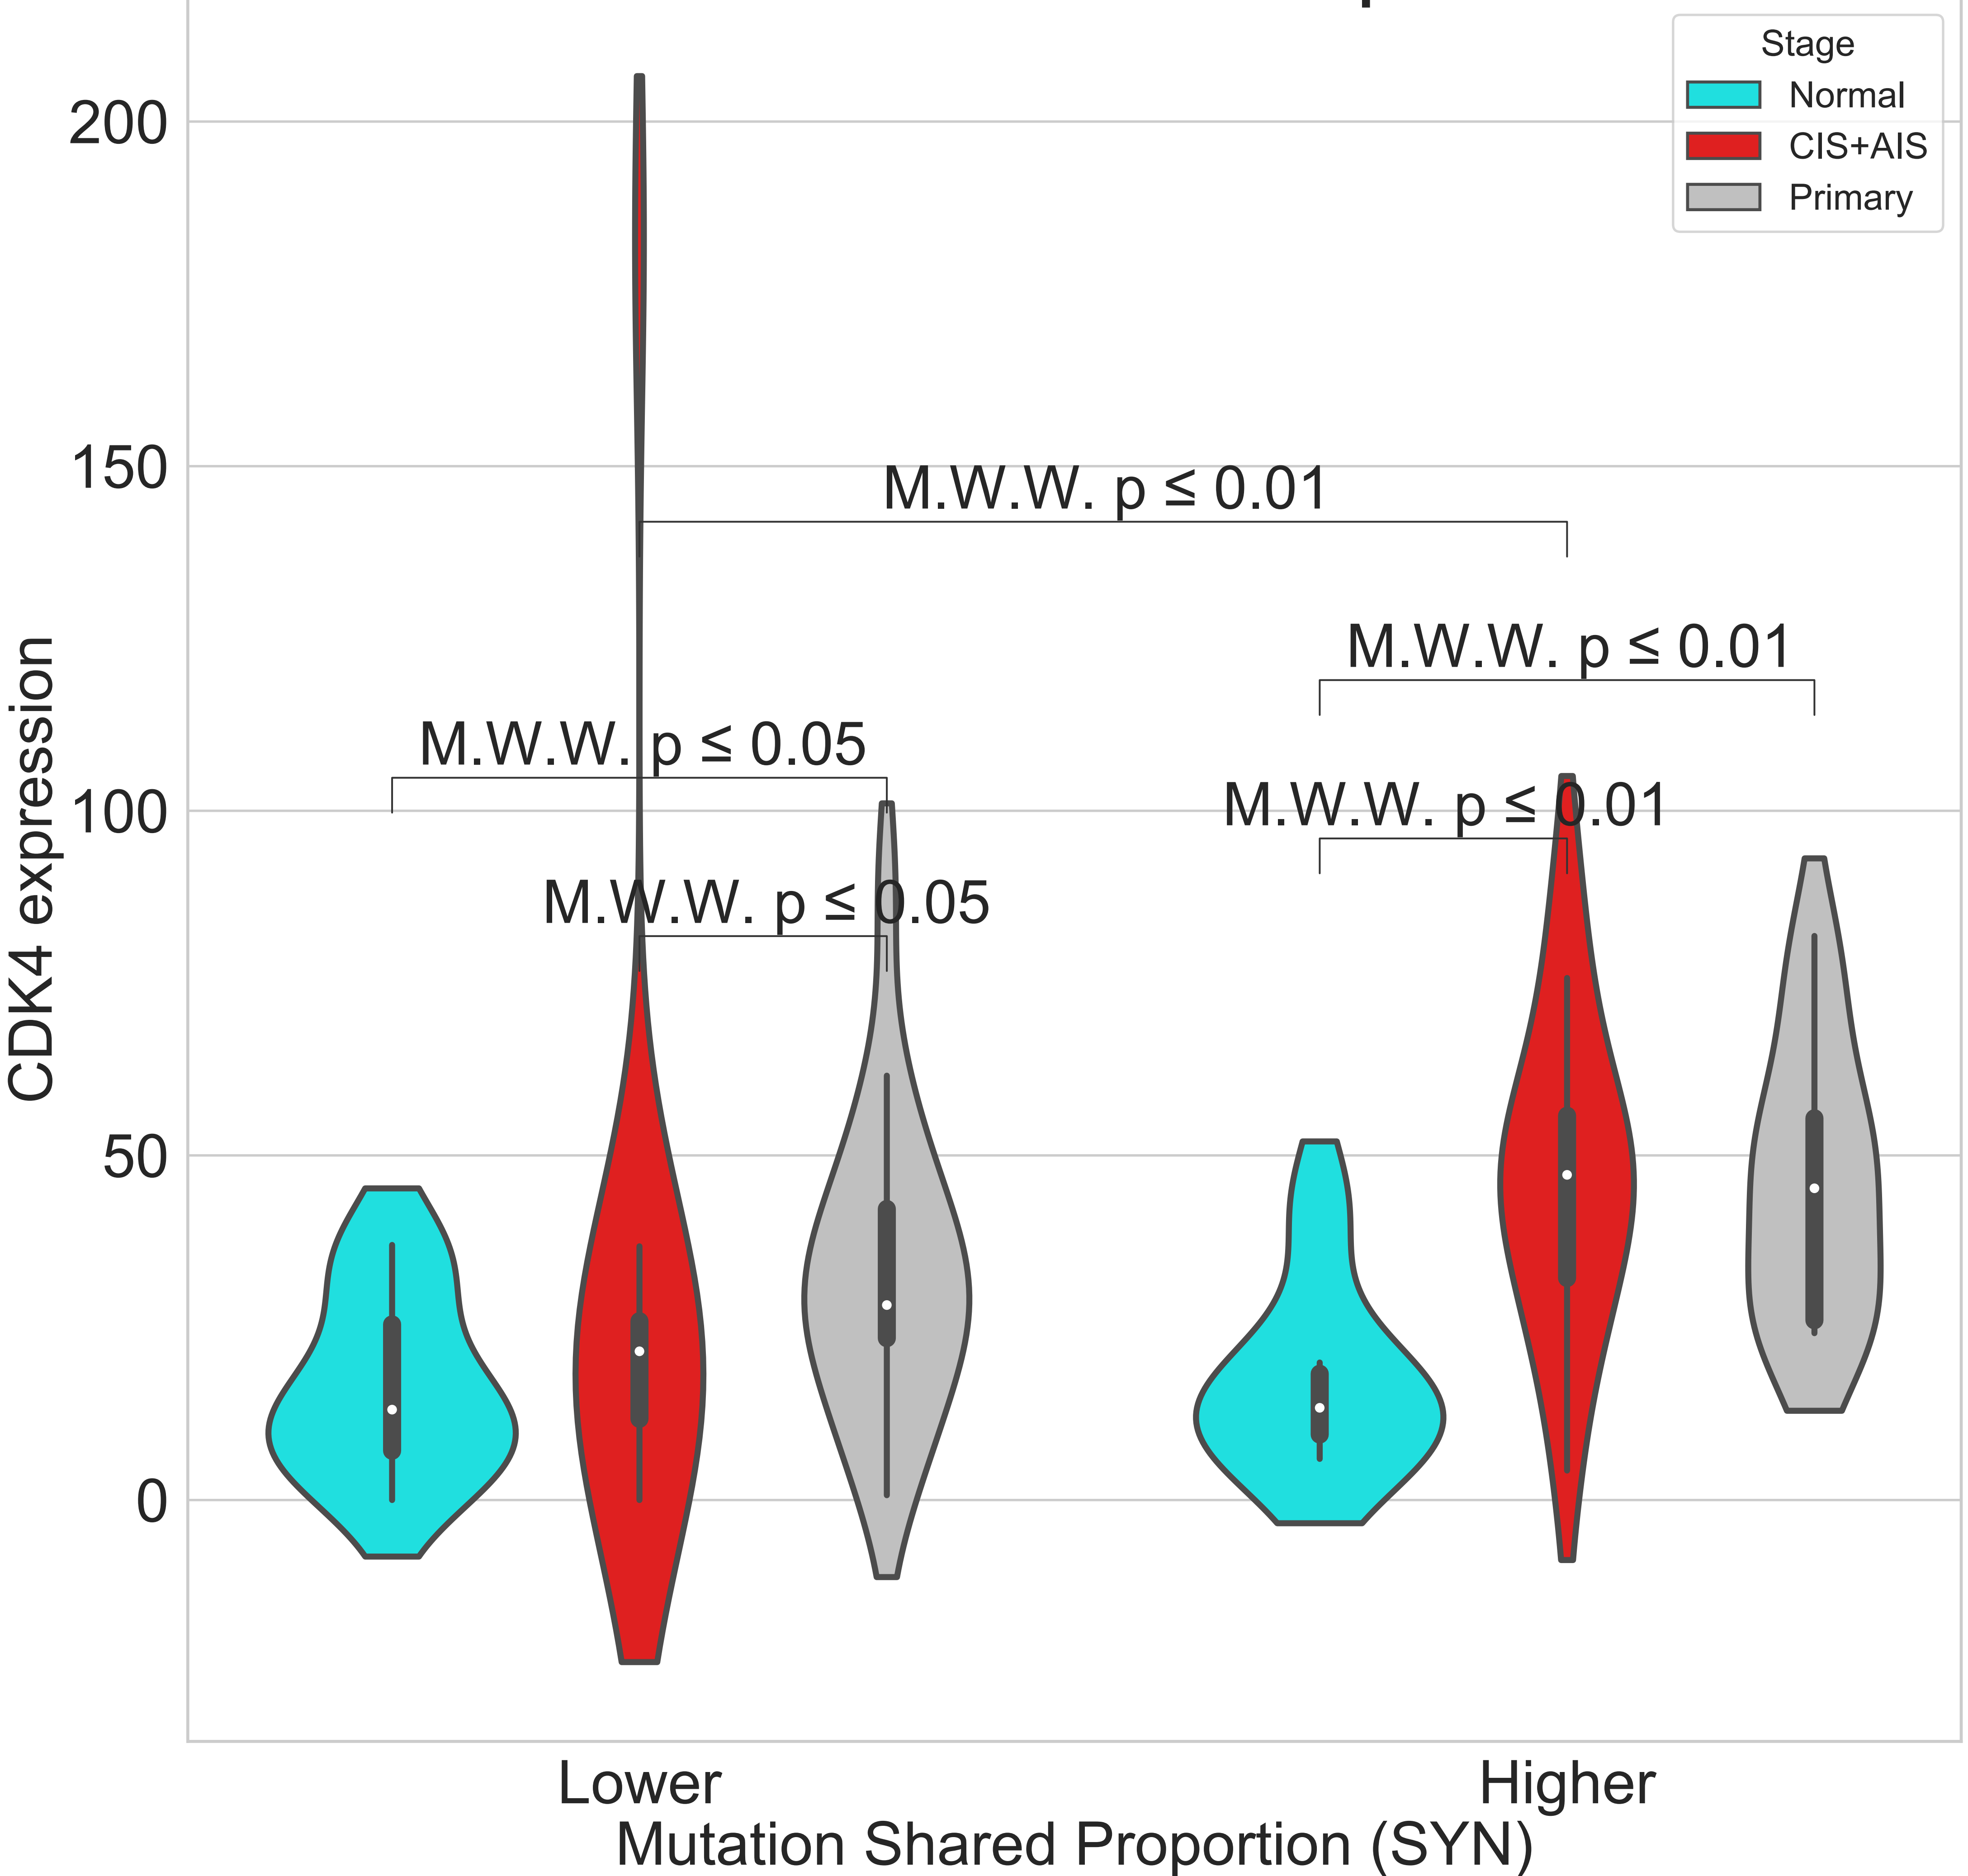 Stage
Normal
CIS+AIS
Primary
200
150
100
50
0
CDK4 expression
M.W.W. p ≤ 0.01
M.W.W. p ≤ 0.01
M.W.W. p ≤ 0.05
M.W.W. p ≤ 0.01
M.W.W. p ≤ 0.05
Lower
Higher
Mutation Shared Proportion (SYN)